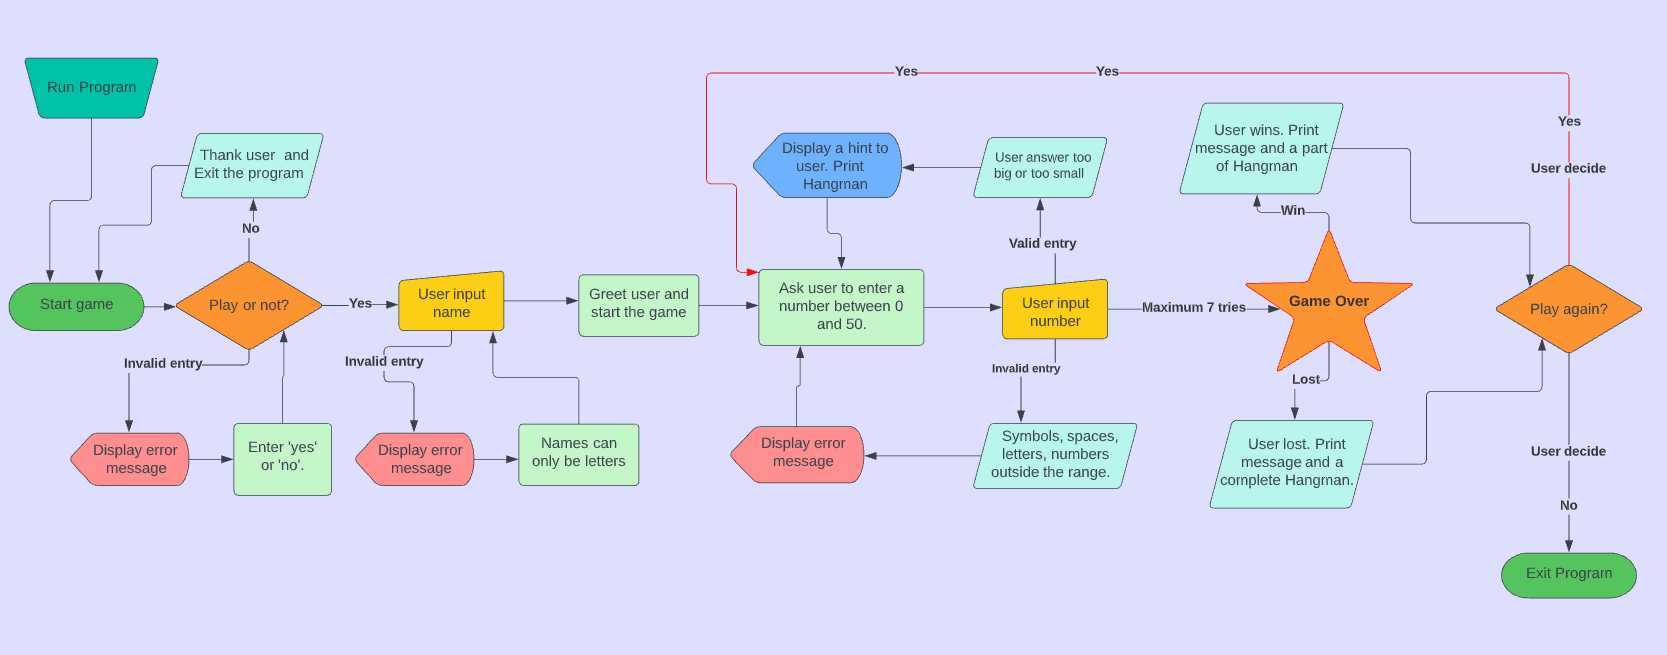 Run Program
Thank user and
Exit the program
No
Start game
Play or not?
Yes
Invalid entry
Display error
message
Enter 'yes'
or 'no'.
User input
name
Invalid entry
Display error
message
Names can
only be letters
Greet user and
start the game
Yes
Yes
Display a hint to
user. Print
Hangman
User answer too
big or too small
Valid entry
Ask user to enter a
number between 0
and 50.
User input
number
Invalid entry
Display error
message
Symbols, spaces,
letters, numbers
outside the range.
Maximum 7 tries
User wins. Print
message and a part
of Hangman
Win
Game Over
Lost
User lost. Print
message and a
complete Hangman.
Yes
User decide
Play again?
User decide
No
Exit Program